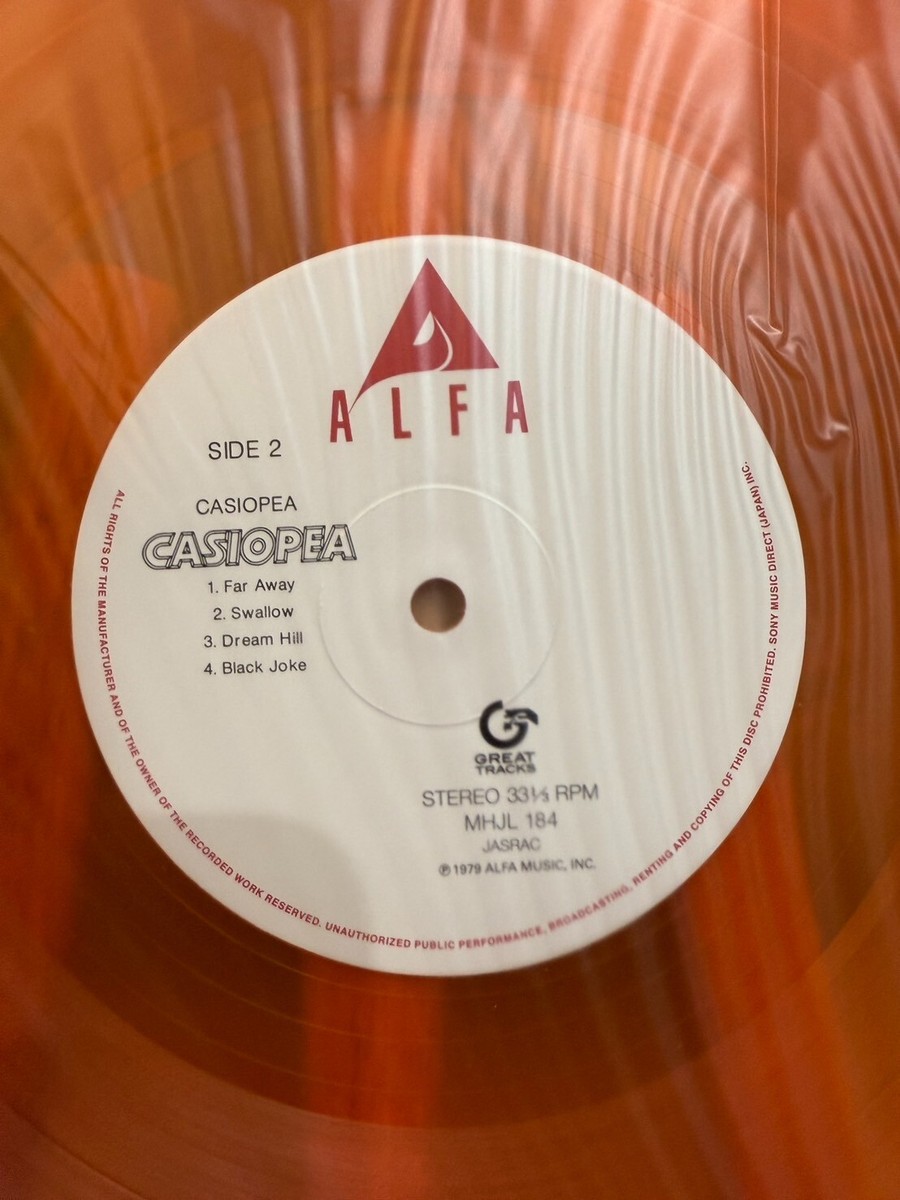 ALFA
SIDE 2
CASIOPEA
CASIOPEA
1. Far Away
2. Swallow
3. Dream Hill
4. Black Joke
GREAT
TRACKS
STEREO 33⅓ RPM
MHJL 184
JASRAC
℗1979 ALFA MUSIC, INC.
ALL RIGHTS OF THE MANUFACTURER AND OF THE OWNER OF THE RECORDED WORK RESERVED. UNAUTHORIZED PUBLIC PERFORMANCE, BROADCASTING, RENTING AND COPYING OF THIS DISC PROHIBITED. SONY MUSIC DIRECT (JAPAN) INC.